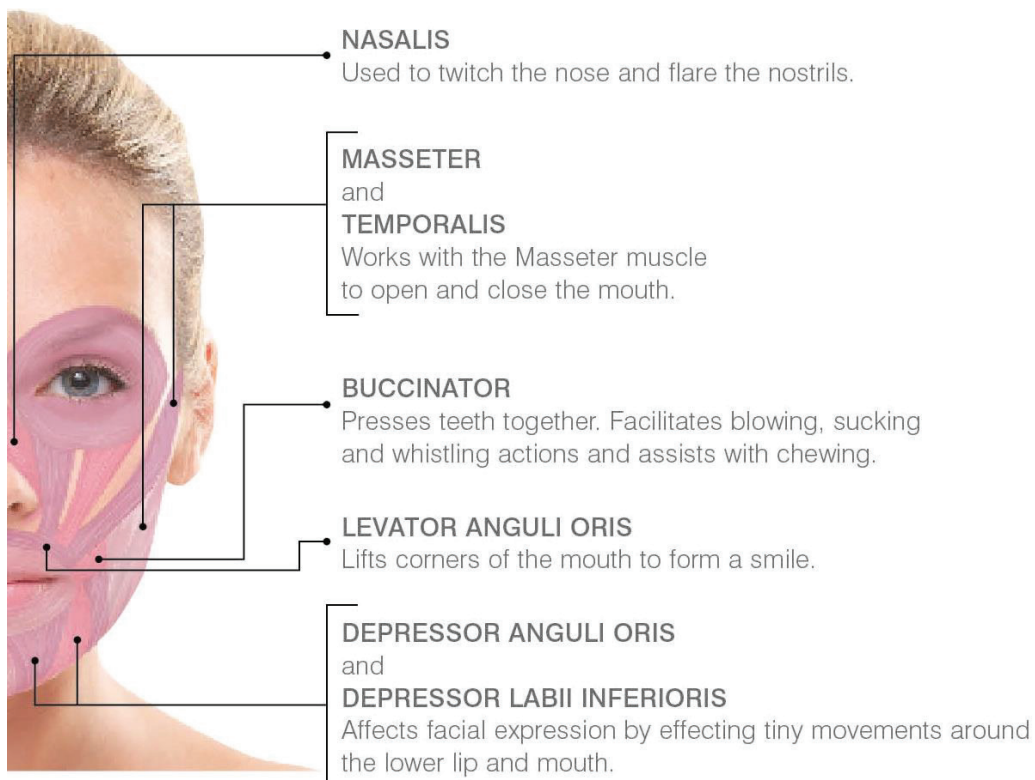 NASALIS
Used to twitch the nose and flare the nostrils.
MASSETER
and
TEMPORALIS
Works with the Masseter muscle
to open and close the mouth.
BUCCINATOR
Presses teeth together. Facilitates blowing, sucking
and whistling actions and assists with chewing.
LEVATOR ANGULI ORIS
Lifts corners of the mouth to form a smile.
DEPRESSOR ANGULI ORIS
and
DEPRESSOR LABII INFERIORIS
Affects facial expression by effecting tiny movements around
the lower lip and mouth.